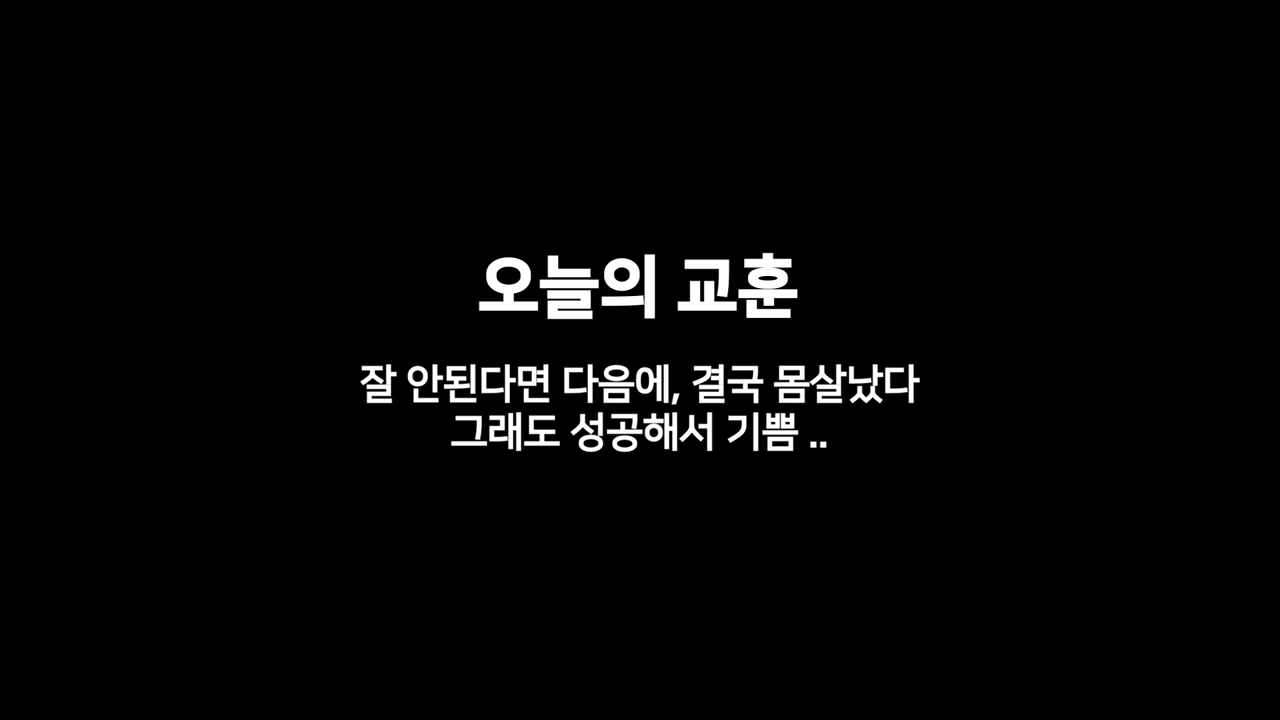 오늘의 교훈
잘 안된다면 다음에, 결국 몸살났다
그래도 성공해서 기쁨 ..